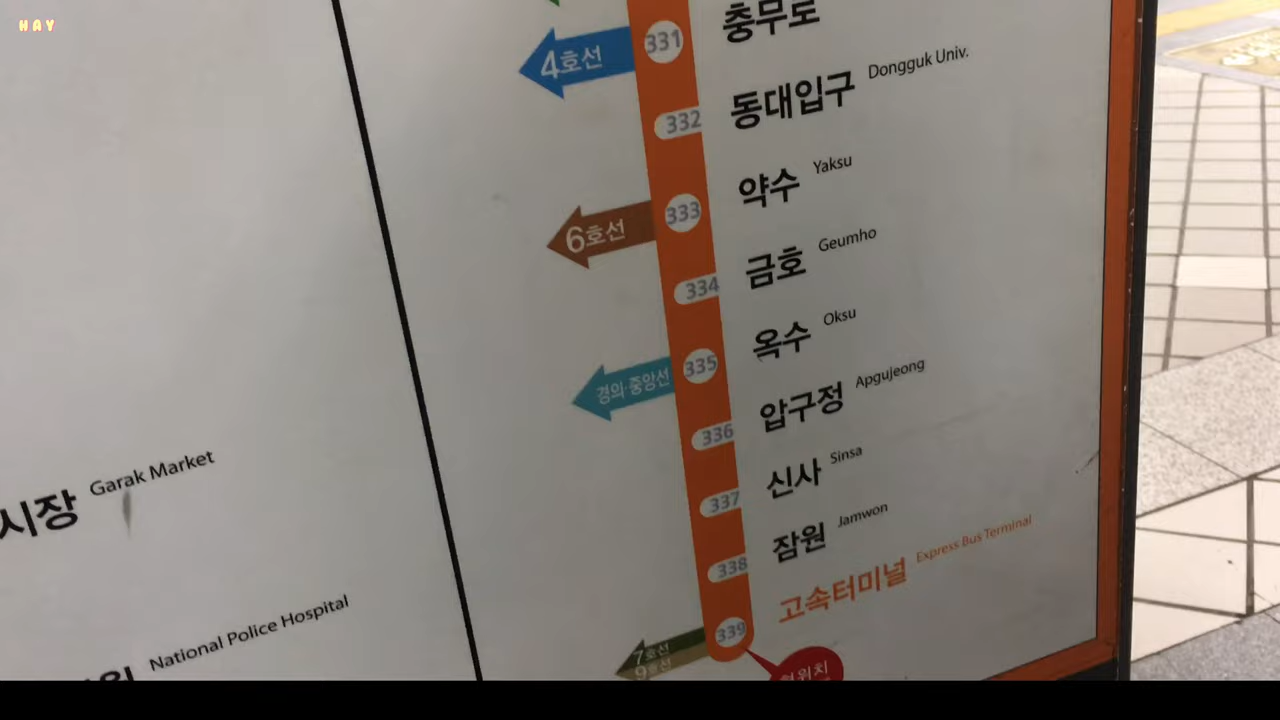 HAY
331 충무로
4호선
332 동대입구 Dongguk Univ.
333 약수 Yaksu
6호선
334 금호 Geumho
335 옥수 Oksu
경의·중앙선
336 압구정 Apgujeong
337 신사 Sinsa
338 잠원 Jamwon
339 고속터미널 Express Bus Terminal
7호선
9호선
현위치
시장 Garak Market
National Police Hospital